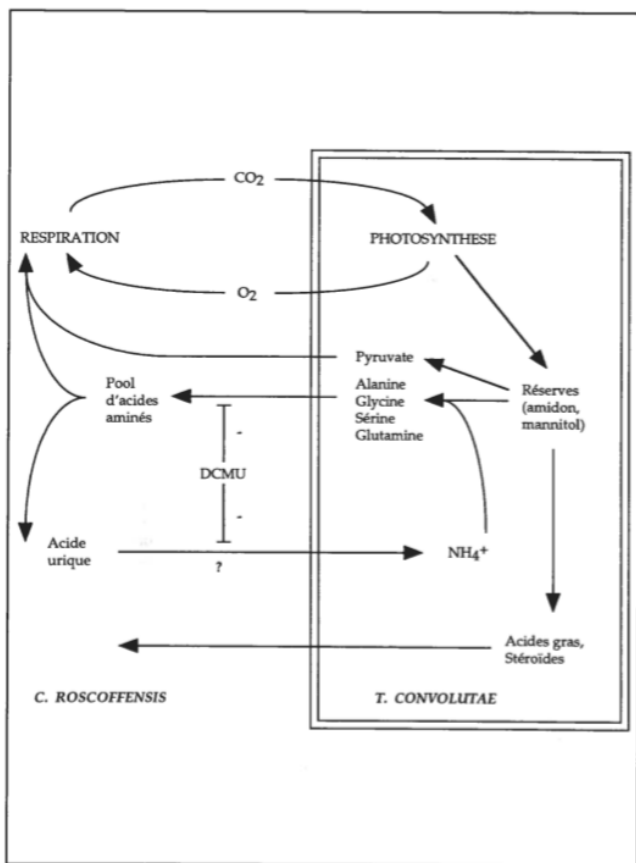 CO2
RESPIRATION
PHOTOSYNTHESE
O2
Pyruvate
Pool
d'acides
aminés
Alanine
Glycine
Sérine
Glutamine
Réserves
(amidon,
mannitol)
-
DCMU
-
Acide
urique
?
NH4+
Acides gras,
Stéroïdes
C. ROSCOFFENSIS
T. CONVOLUTAE